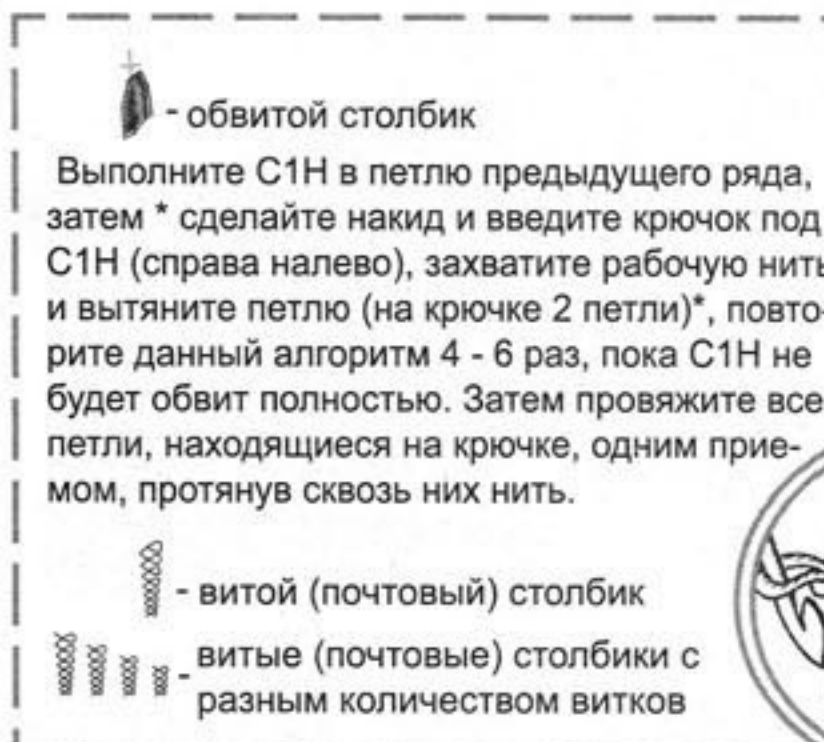 - обвитой столбик
Выполните С1Н в петлю предыдущего ряда,
затем * сделайте накид и введите крючок под
С1Н (справа налево), захватите рабочую нить
и вытяните петлю (на крючке 2 петли)*, повто-
рите данный алгоритм 4 - 6 раз, пока С1Н не
будет обвит полностью. Затем провяжите все
петли, находящиеся на крючке, одним прие-
мом, протянув сквозь них нить.
- витой (почтовый) столбик
- витые (почтовые) столбики с
разным количеством витков